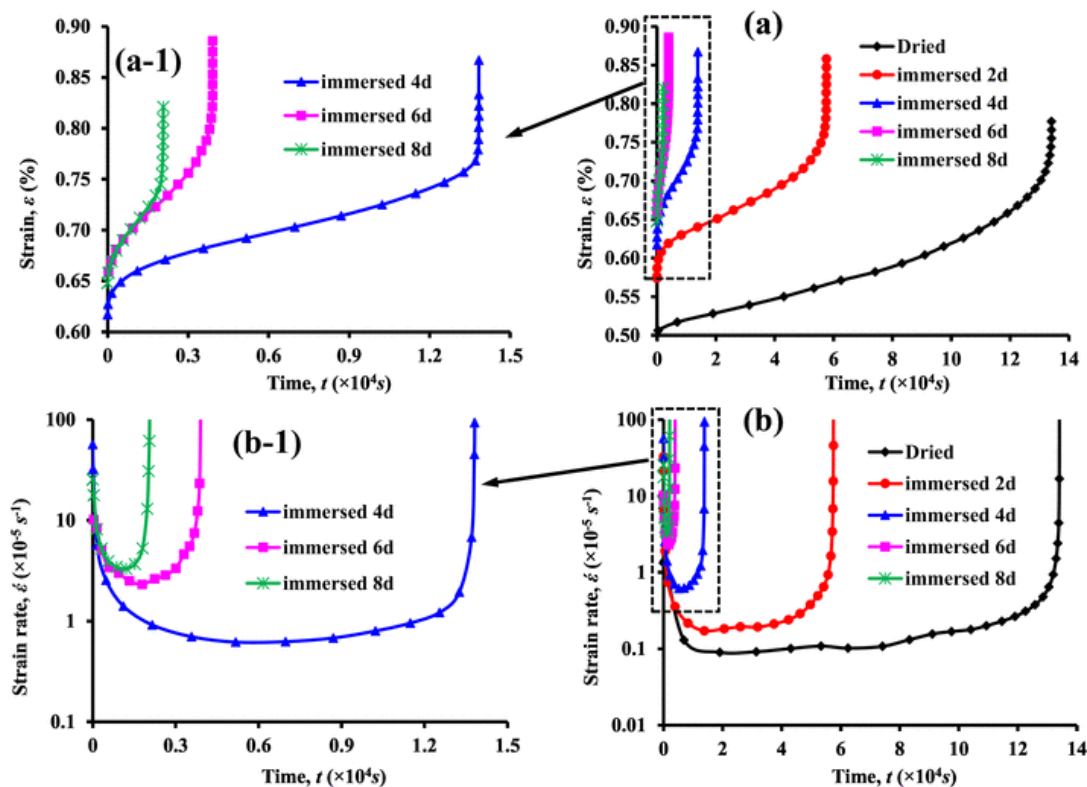 (a-1)
Strain, ε (%)
0.90
0.85
0.80
0.75
0.70
0.65
0.60
immersed 4d
immersed 6d
immersed 8d
0
0.3
0.6
0.9
1.2
1.5
Time, t (×10⁴s)
(a)
Strain, ε (%)
0.90
0.85
0.80
0.75
0.70
0.65
0.60
0.55
0.50
Dried
immersed 2d
immersed 4d
immersed 6d
immersed 8d
0
2
4
6
8
10
12
14
Time, t (×10⁴s)
(b-1)
Strain rate, έ (×10⁻⁵ s⁻¹)
100
10
1
0.1
immersed 4d
immersed 6d
immersed 8d
0
0.3
0.6
0.9
1.2
1.5
Time, t (×10⁴s)
(b)
Strain rate, έ (×10⁻⁵ s⁻¹)
100
10
1
0.1
0.01
Dried
immersed 2d
immersed 4d
immersed 6d
immersed 8d
0
2
4
6
8
10
12
14
Time, t (×10⁴s)